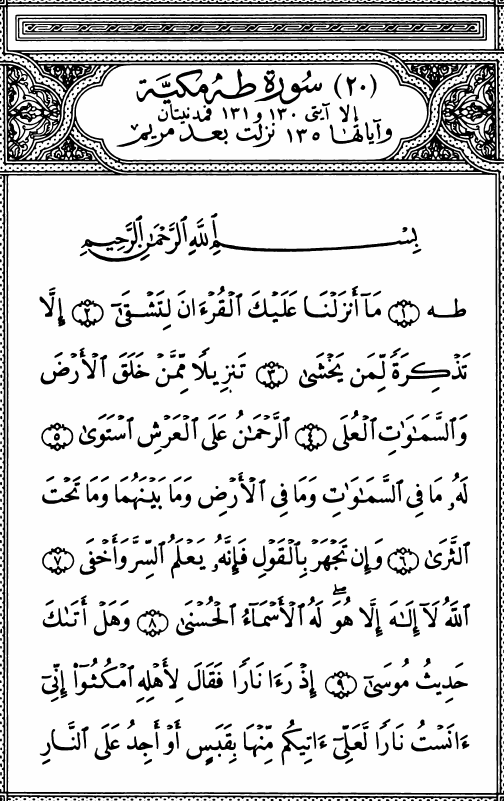 (٢٠) سُورَة طه مَكيَّة
إلا آيتي ١٣٠ و ١٣١ فمدنيتان
وآياتها ١٣٥ نزلت بعد مريم
بِسْمِ ٱللَّهِ ٱلرَّحْمَٰنِ ٱلرَّحِيمِ
طه ۝١ مَآ أَنزَلْنَا عَلَيْكَ ٱلْقُرْءَانَ لِتَشْقَىٰٓ ۝٢ إِلَّا
تَذْكِرَةً لِّمَن يَخْشَىٰ ۝٣ تَنزِيلًا مِّمَّنْ خَلَقَ ٱلْأَرْضَ
وَٱلسَّمَٰوَٰتِ ٱلْعُلَى ۝٤ ٱلرَّحْمَٰنُ عَلَى ٱلْعَرْشِ ٱسْتَوَىٰ ۝٥
لَهُۥ مَا فِى ٱلسَّمَٰوَٰتِ وَمَا فِى ٱلْأَرْضِ وَمَا بَيْنَهُمَا وَمَا تَحْتَ
ٱلثَّرَىٰ ۝٦ وَإِن تَجْهَرْ بِٱلْقَوْلِ فَإِنَّهُۥ يَعْلَمُ ٱلسِّرَّ وَأَخْفَى ۝٧
ٱللَّهُ لَآ إِلَٰهَ إِلَّا هُوَ ۖ لَهُ ٱلْأَسْمَآءُ ٱلْحُسْنَىٰ ۝٨ وَهَلْ أَتَىٰكَ
حَدِيثُ مُوسَىٰٓ ۝٩ إِذْ رَءَا نَارًا فَقَالَ لِأَهْلِهِ ٱمْكُثُوٓا۟ إِنِّىٓ
ءَانَسْتُ نَارًا لَّعَلِّىٓ ءَاتِيكُم مِّنْهَا بِقَبَسٍ أَوْ أَجِدُ عَلَى ٱلنَّارِ